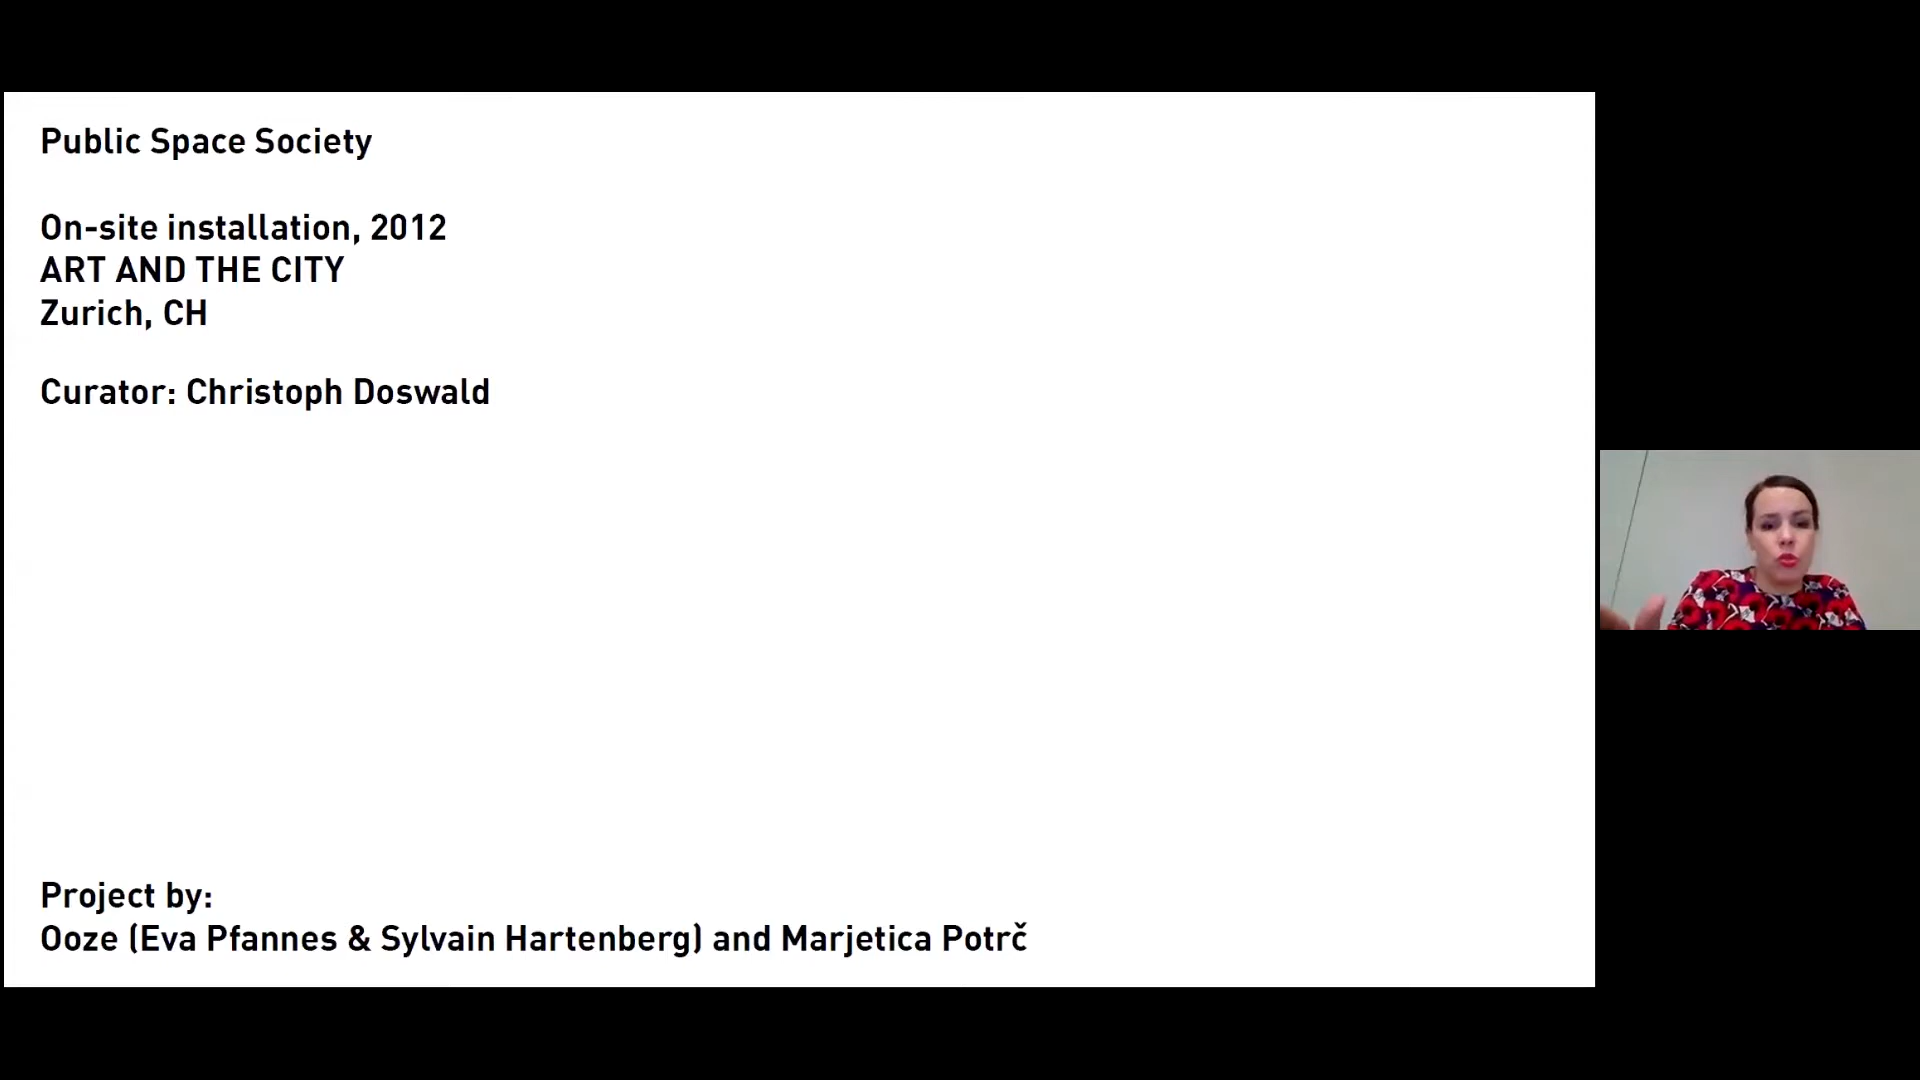 Public Space Society
On-site installation, 2012
ART AND THE CITY
Zurich, CH
Curator: Christoph Doswald
Project by:
Ooze (Eva Pfannes & Sylvain Hartenberg) and Marjetica Potrč